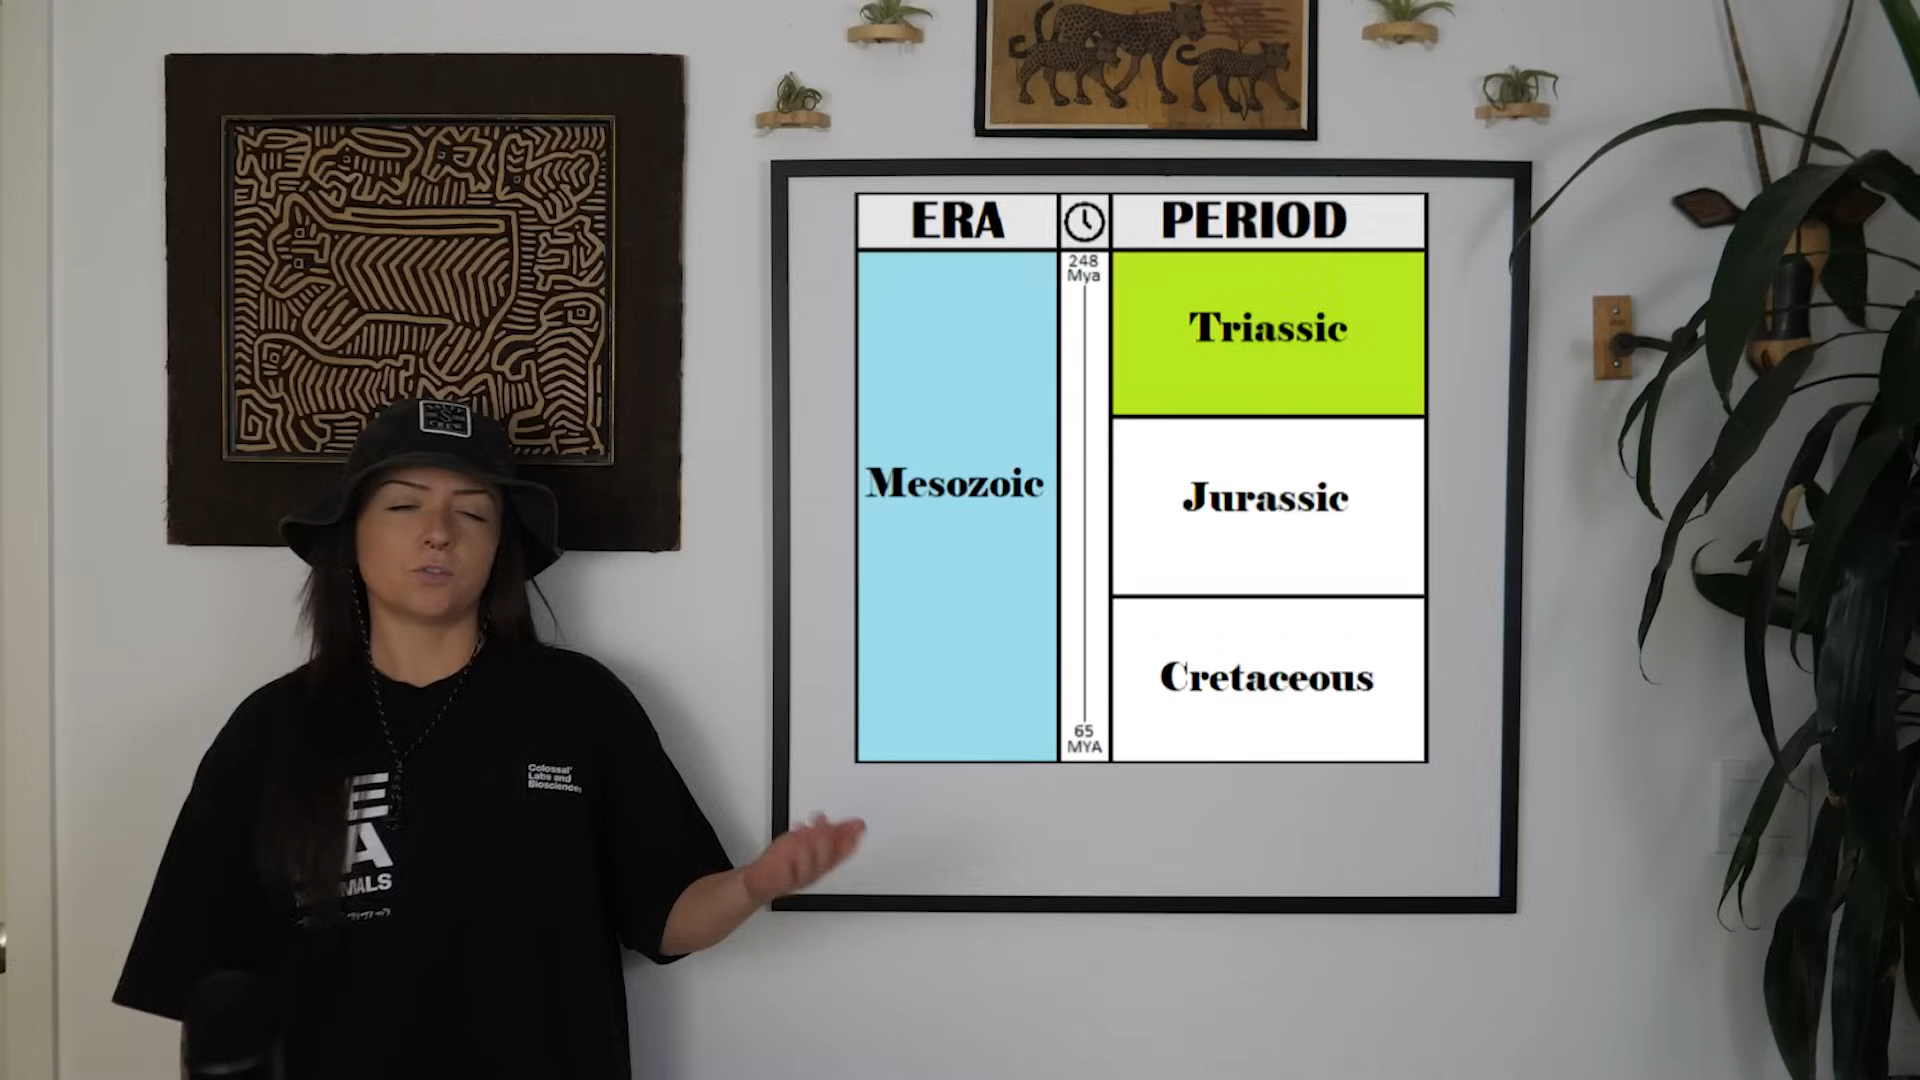 ERA
PERIOD
248
Mya
Triassic
Jurassic
Mesozoic
Cretaceous
65
MYA
Colossal
Labs and
Biosciences
E
A
MALS